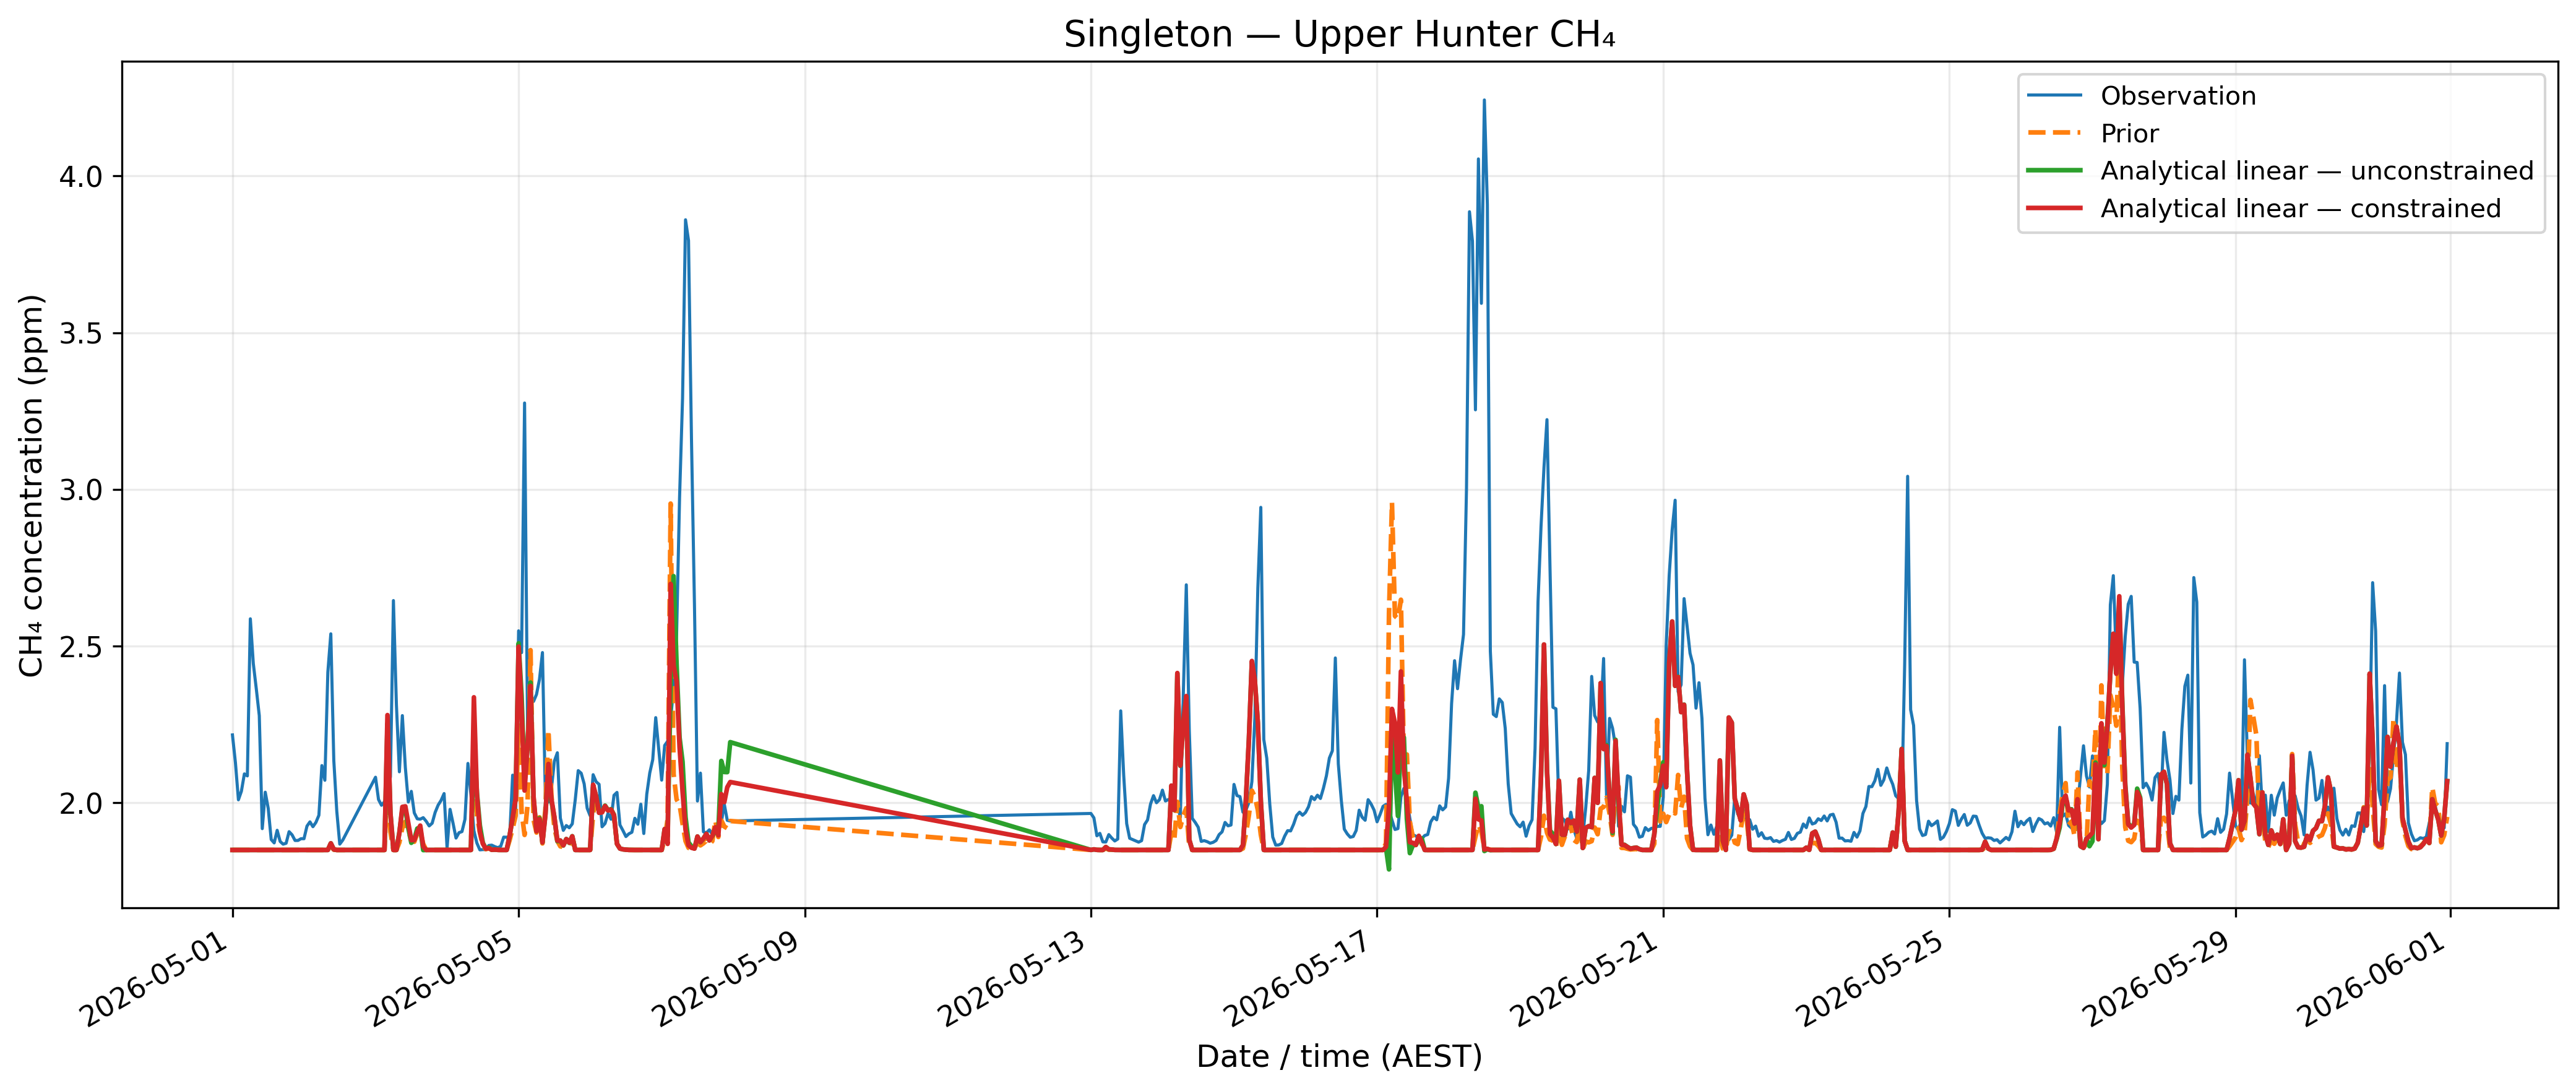 Singleton — Upper Hunter CH₄
Observation
Prior
Analytical linear — unconstrained
Analytical linear — constrained
CH₄ concentration (ppm)
4.0
3.5
3.0
2.5
2.0
2026-05-01
2026-05-05
2026-05-09
2026-05-13
2026-05-17
2026-05-21
2026-05-25
2026-05-29
2026-06-01
Date / time (AEST)